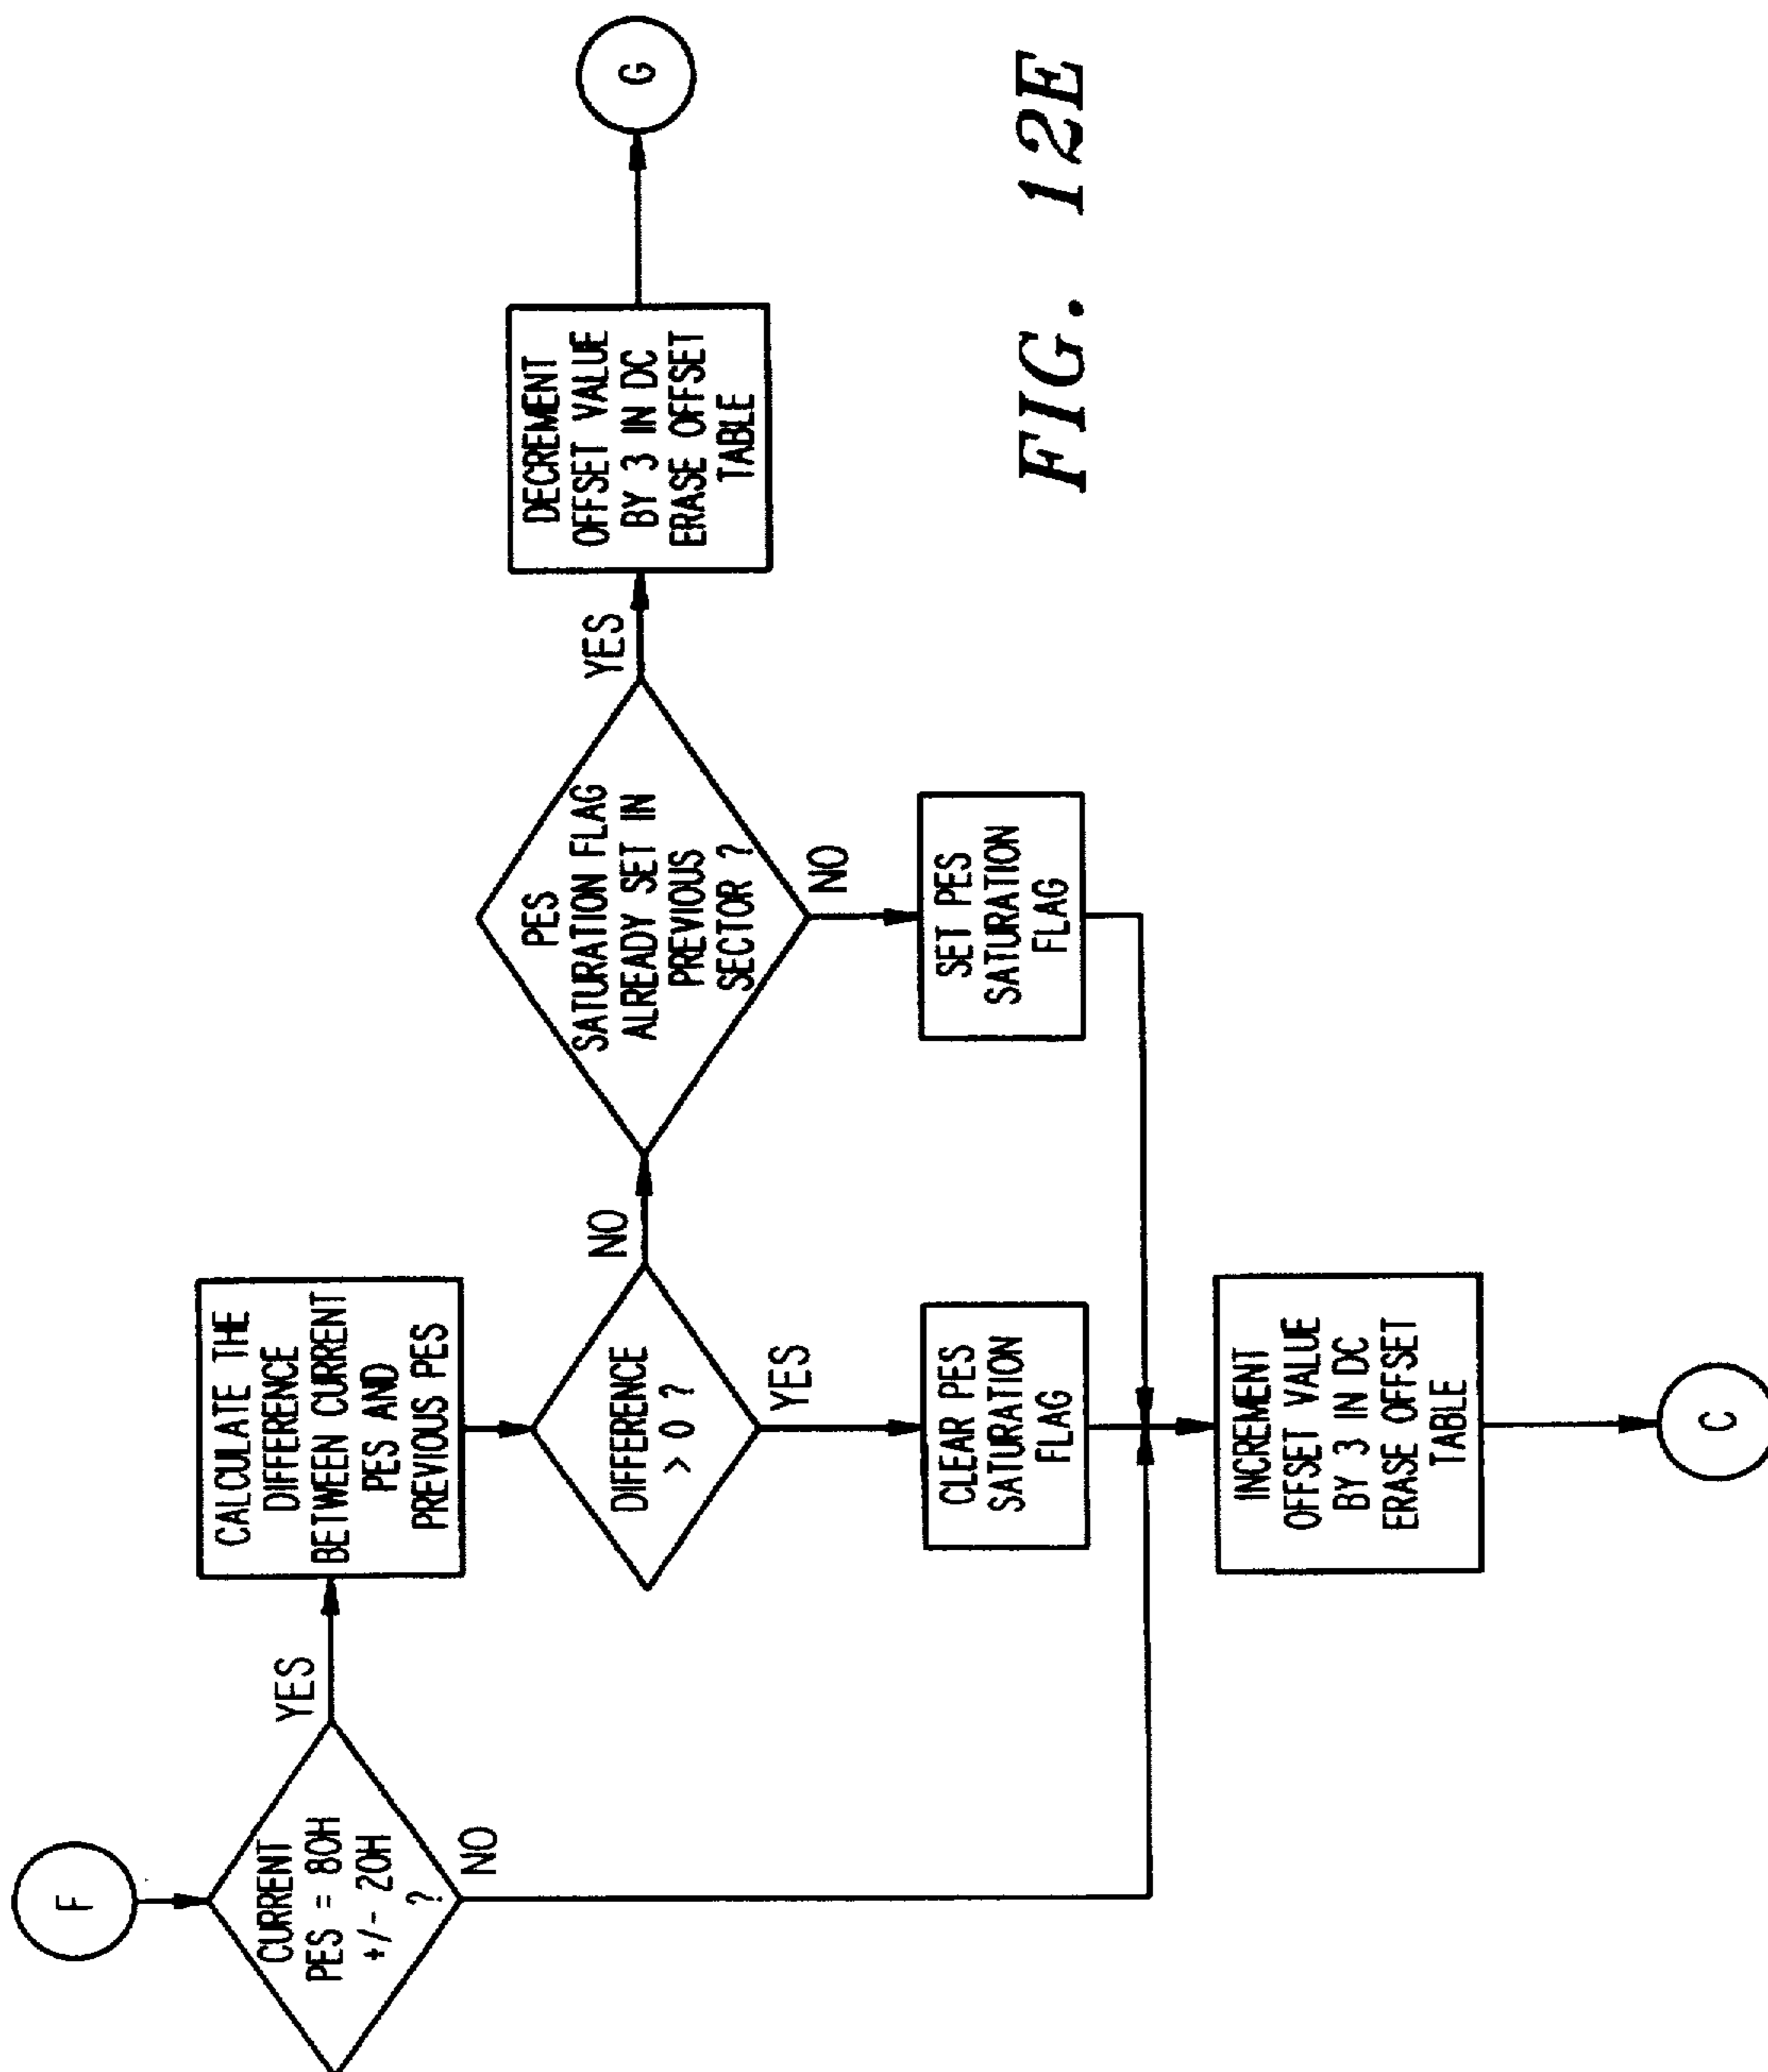 F
CURRENT
PES = 80H
+/- 20H
?
YES
NO
CALCULATE THE
DIFFERENCE
BETWEEN CURRENT
PES AND
PREVIOUS PES
DIFFERENCE
> 0 ?
NO
YES
PES
SATURATION FLAG
ALREADY SET IN
PREVIOUS
SECTOR ?
YES
NO
DECREMENT
OFFSET VALUE
BY 3 IN DC
ERASE OFFSET
TABLE
G
CLEAR PES
SATURATION
FLAG
SET PES
SATURATION
FLAG
INCREMENT
OFFSET VALUE
BY 3 IN DC
ERASE OFFSET
TABLE
C
FIG. 12E